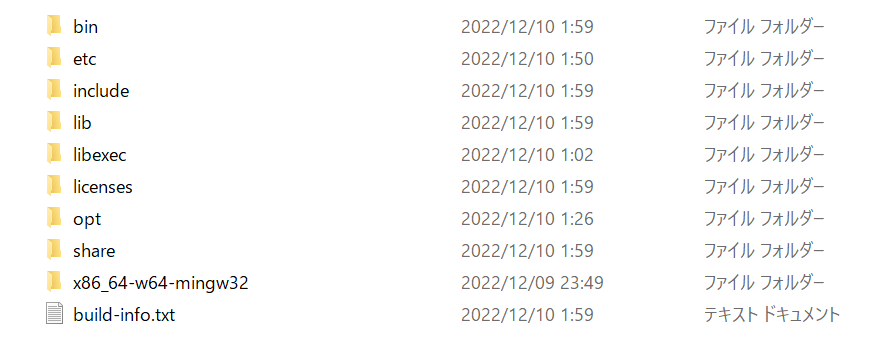 bin 2022/12/10 1:59 ファイル フォルダー
etc 2022/12/10 1:50 ファイル フォルダー
include 2022/12/10 1:59 ファイル フォルダー
lib 2022/12/10 1:59 ファイル フォルダー
libexec 2022/12/10 1:02 ファイル フォルダー
licenses 2022/12/10 1:59 ファイル フォルダー
opt 2022/12/10 1:26 ファイル フォルダー
share 2022/12/10 1:59 ファイル フォルダー
x86_64-w64-mingw32 2022/12/09 23:49 ファイル フォルダー
build-info.txt 2022/12/10 1:59 テキスト ドキュメント